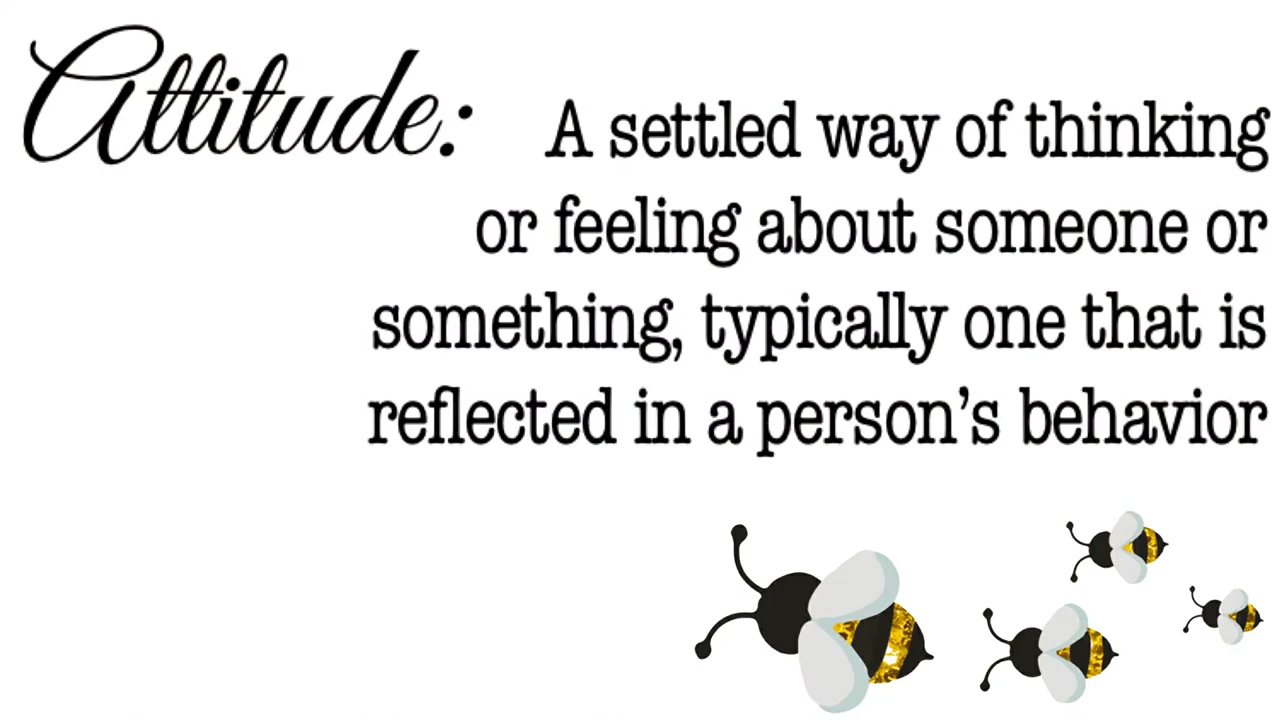 Attitude: A settled way of thinking
or feeling about someone or
something, typically one that is
reflected in a person’s behavior